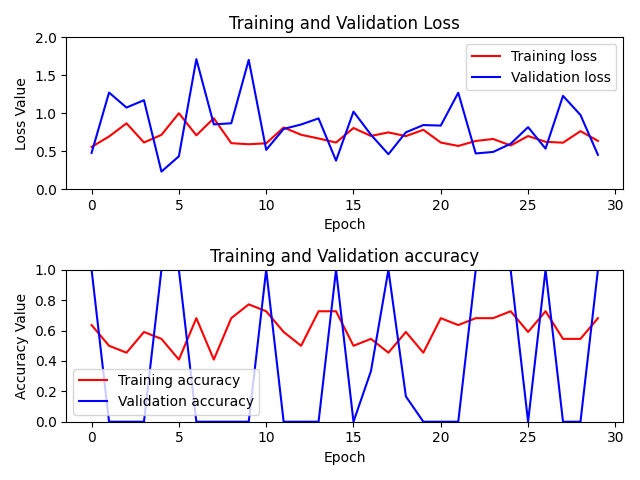 Training and Validation Loss
2.0
1.5
1.0
0.5
0.0
Loss Value
Training loss
Validation loss
0 5 10 15 20 25 30
Epoch
Training and Validation accuracy
1.0
0.8
0.6
0.4
0.2
0.0
Accuracy Value
Training accuracy
Validation accuracy
0 5 10 15 20 25 30
Epoch